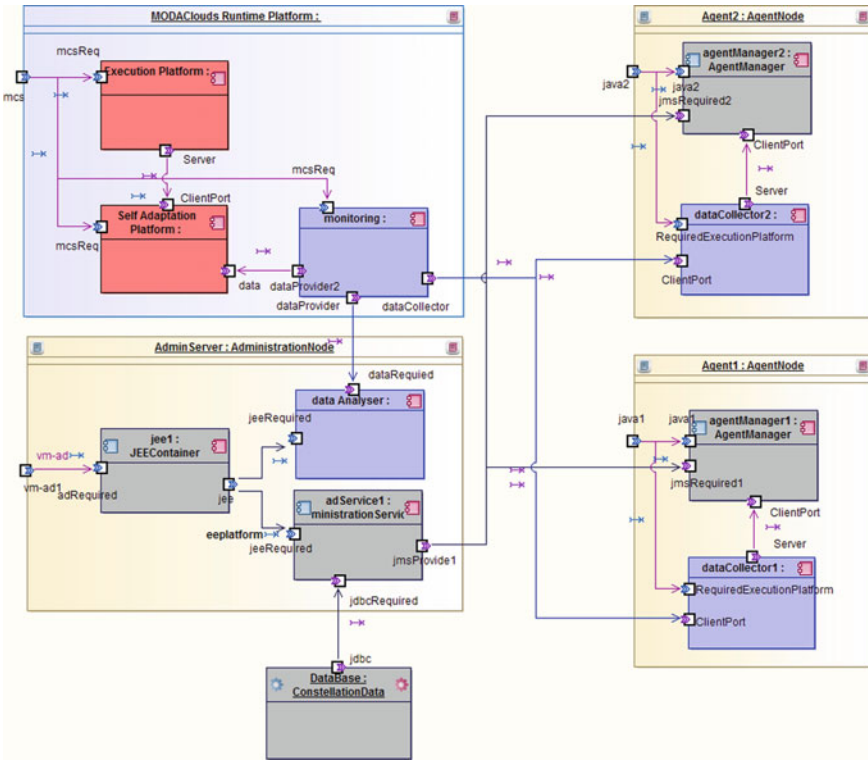 MODAClouds Runtime Platform :
mcsReq
Execution Platform :
mcs
Server
mcsReq
ClientPort
Self Adaptation
Platform :
monitoring :
mcsReq
data
dataProvider2
dataProvider
dataCollector
Agent2 : AgentNode
agentManager2 :
AgentManager
java2
java2
jmsRequired2
ClientPort
Server
dataCollector2 :
RequiredExecutionPlatform
ClientPort
AdminServer : AdministrationNode
dataRequied
data Analyser :
jeeRequired
jee1 :
JEEContainer
vm-ad
vm-ad1
adRequired
jee
adService1 :
ministrationServic
eeplatform
jeeRequired
jmsProvide1
jdbcRequired
jdbc
DataBase :
ConstellationData
Agent1 : AgentNode
agentManager1 :
AgentManager
java1
java1
jmsRequired1
ClientPort
Server
dataCollector1 :
RequiredExecutionPlatform
ClientPort